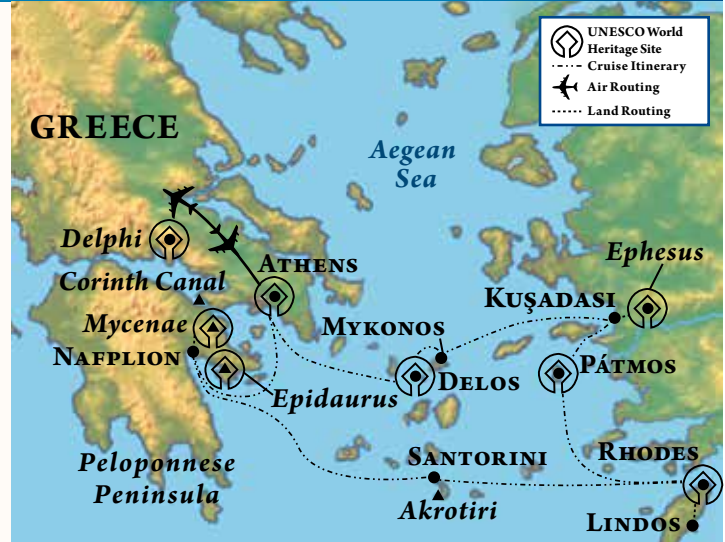 UNESCO World
Heritage Site
Cruise Itinerary
Air Routing
Land Routing
GREECE
Aegean
Sea
Delphi
Corinth Canal
Mycenae
NAFPLION
ATHENS
Epidaurus
Peloponnese
Peninsula
MYKONOS
DELOS
SANTORINI
Akrotiri
KUŞADASI
Ephesus
PÁTMOS
RHODES
LINDOS